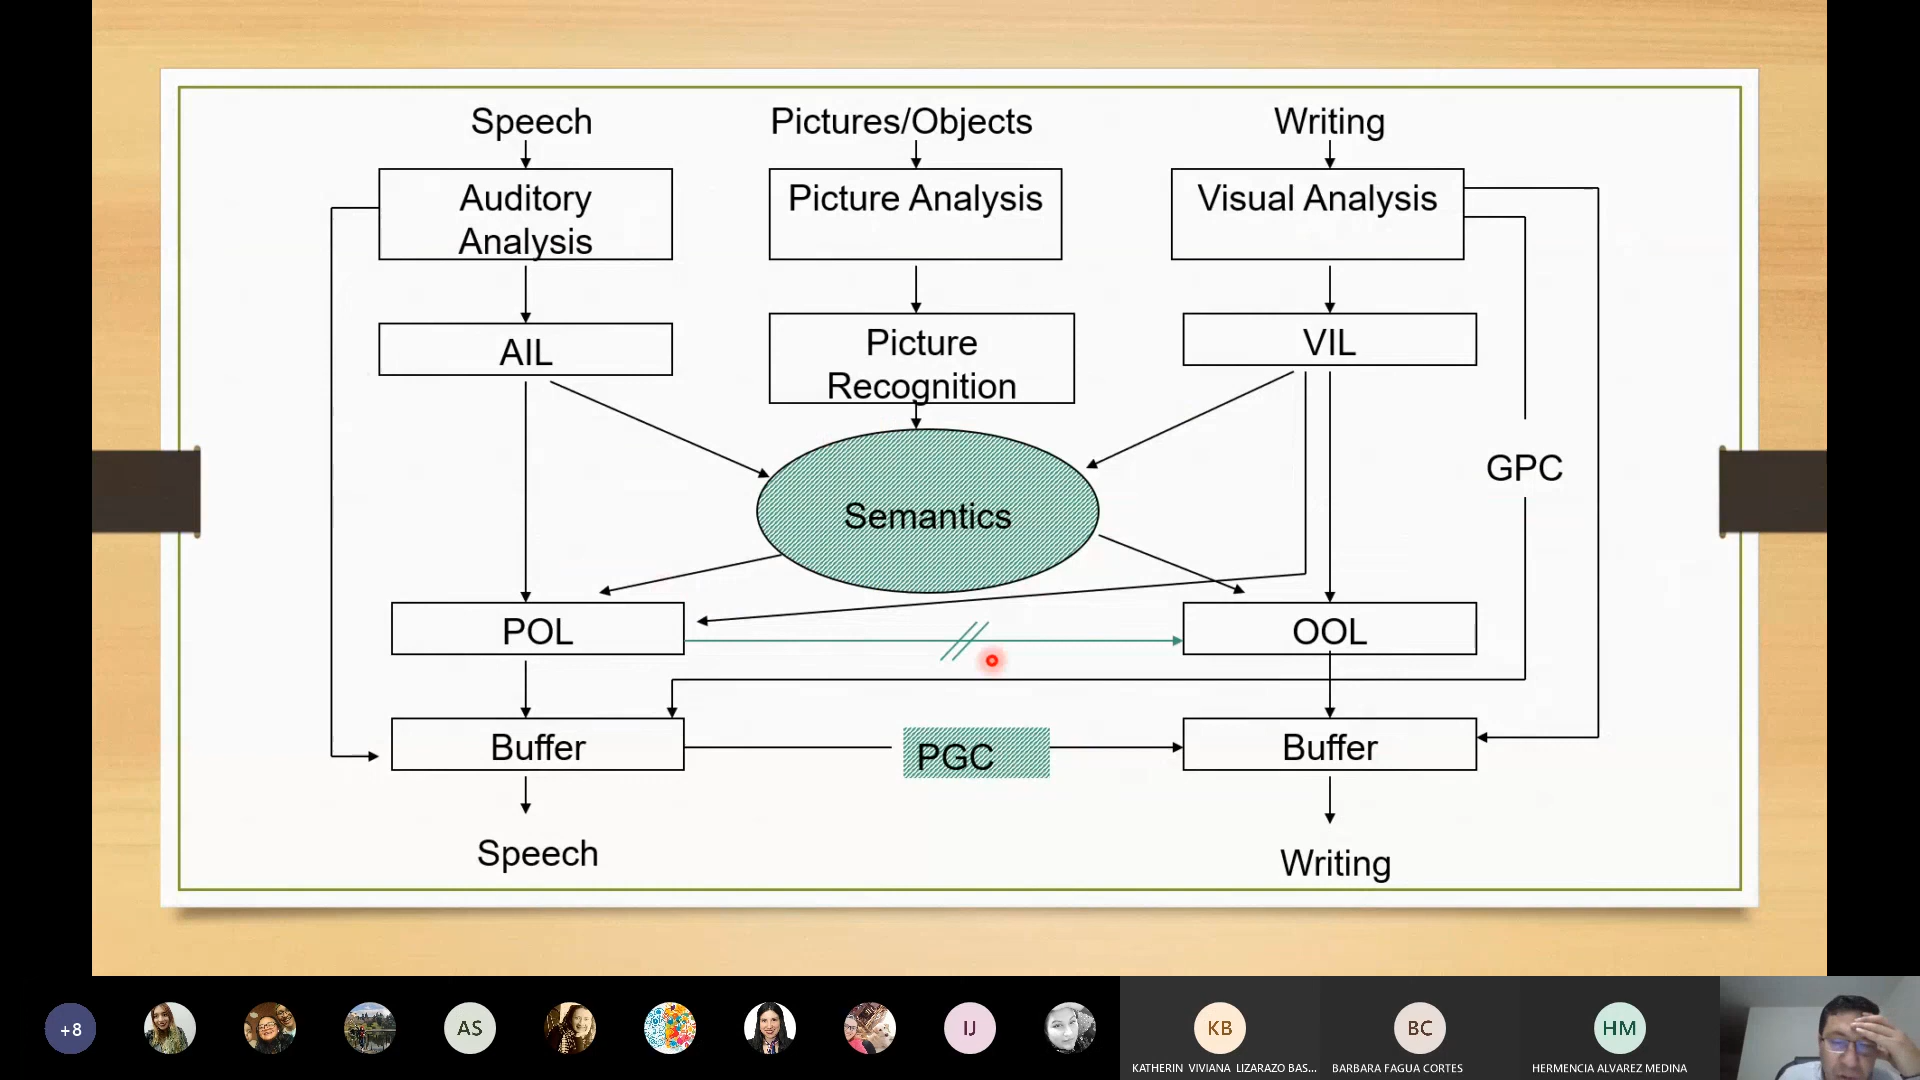 Speech
Pictures/Objects
Writing
Auditory
Analysis
Picture Analysis
Visual Analysis
AIL
Picture
Recognition
VIL
GPC
Semantics
POL
OOL
Buffer
PGC
Buffer
Speech
Writing
+8
AS
IJ
KB
BC
HM
KATHERIN VIVIANA LIZARAZO BAS...
BARBARA FAGUA CORTES
HERMENCIA ALVAREZ MEDINA